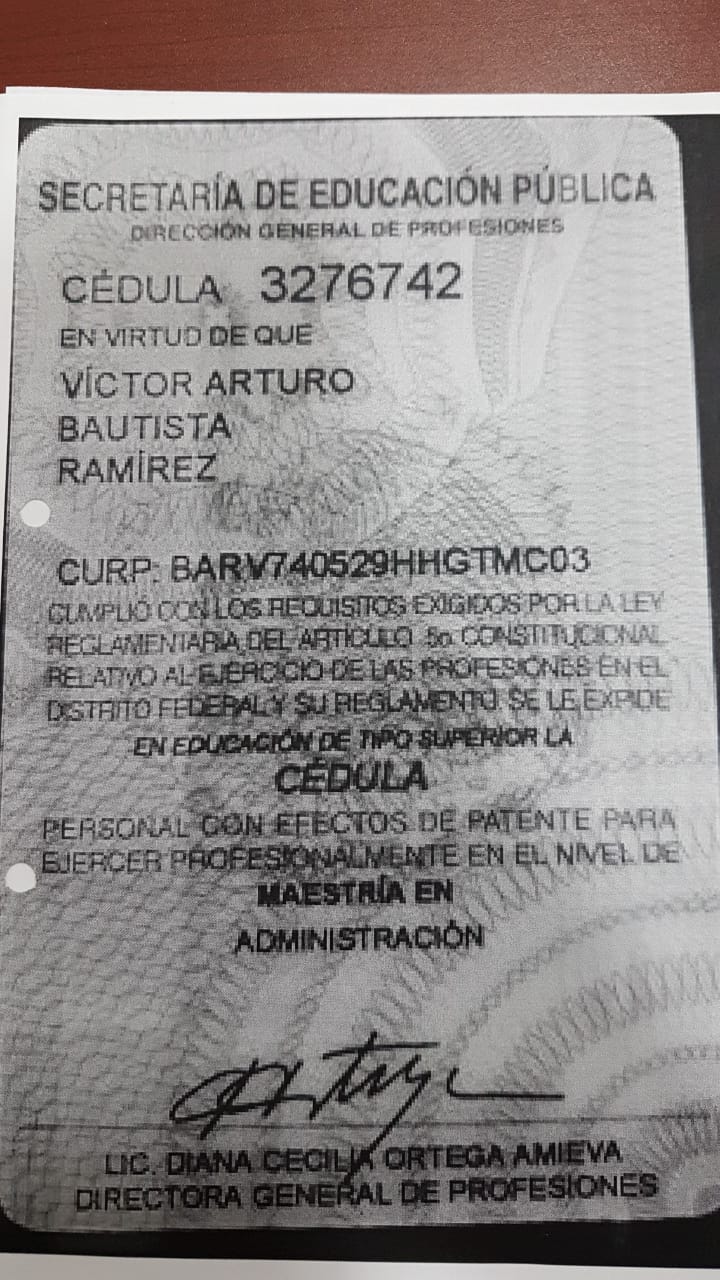 SECRETARÍA DE EDUCACIÓN PÚBLICA
DIRECCIÓN GENERAL DE PROFESIONES
CÉDULA 3276742
EN VIRTUD DE QUE
VÍCTOR ARTURO
BAUTISTA
RAMÍREZ
CURP: BARV740529HHGTMC03
CUMPLIÓ CON LOS REQUISITOS EXIGIDOS POR LA LEY
REGLAMENTARIA DEL ARTÍCULO 5o. CONSTITUCIONAL
RELATIVO AL EJERCICIO DE LAS PROFESIONES EN EL
DISTRITO FEDERAL Y SU REGLAMENTO SE LE EXPIDE
EN EDUCACIÓN DE TIPO SUPERIOR LA
CÉDULA
PERSONAL CON EFECTOS DE PATENTE PARA
EJERCER PROFESIONALMENTE EN EL NIVEL DE
MAESTRÍA EN
ADMINISTRACIÓN
LIC. DIANA CECILIA ORTEGA AMIEVA
DIRECTORA GENERAL DE PROFESIONES